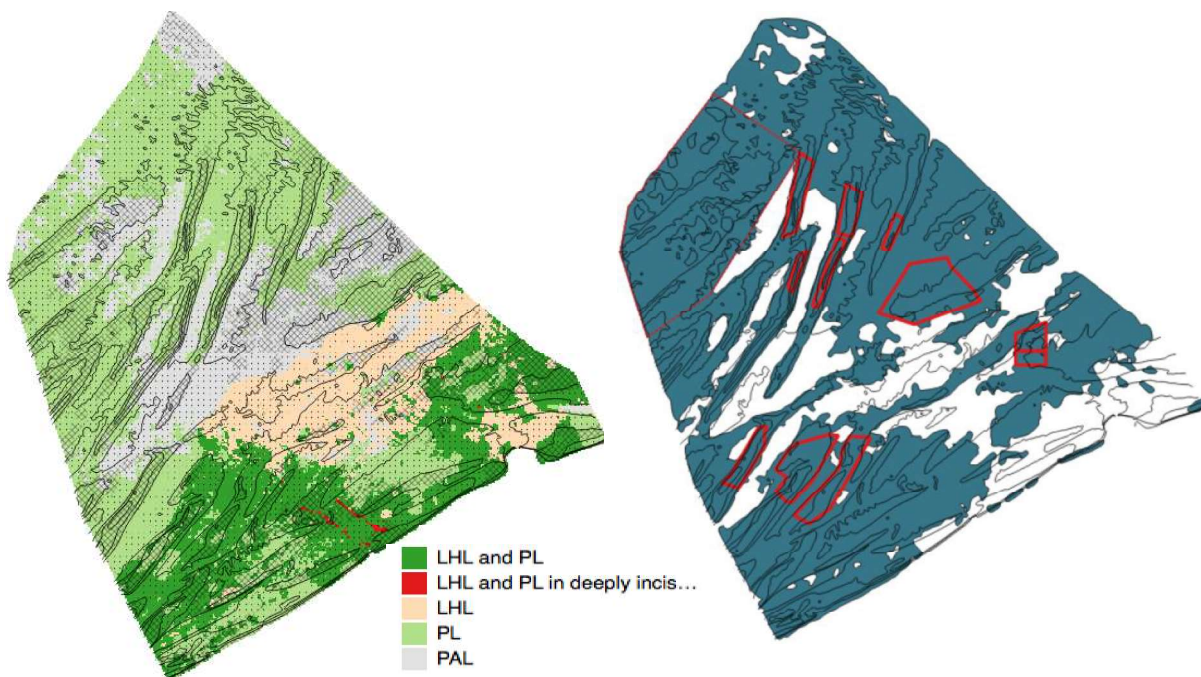 LHL and PL
LHL and PL in deeply incis...
LHL
PL
PAL